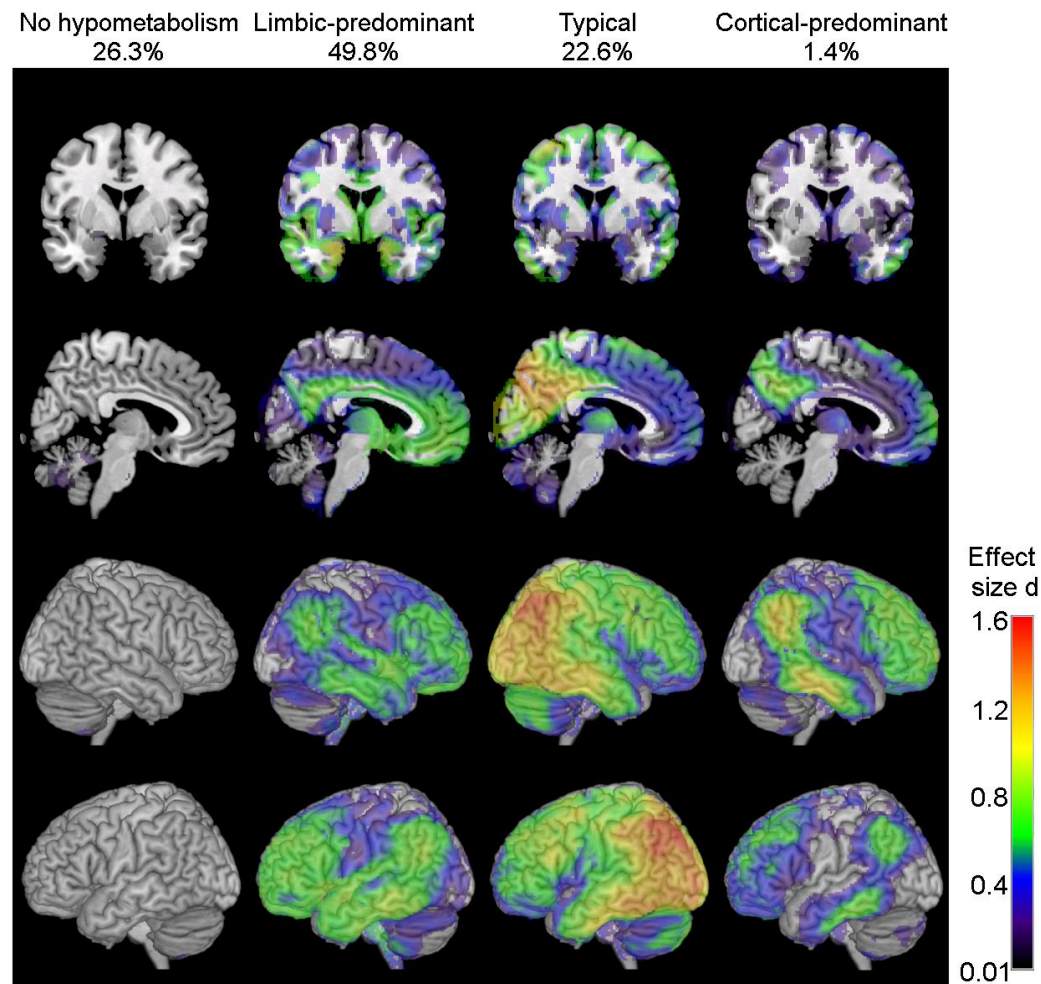 No hypometabolism Limbic-predominant Typical Cortical-predominant
26.3% 49.8% 22.6% 1.4%
Effect
size d
1.6
1.2
0.8
0.4
0.01